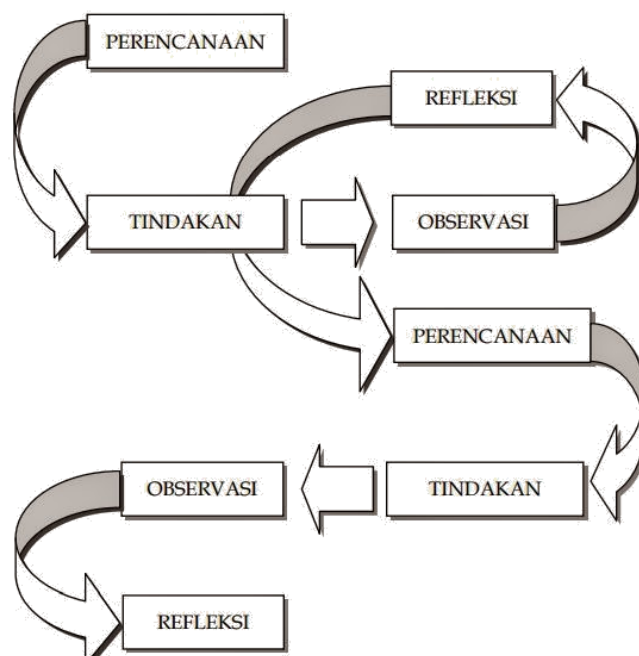 PERENCANAAN
REFLEKSI
TINDAKAN
OBSERVASI
PERENCANAAN
OBSERVASI
TINDAKAN
REFLEKSI